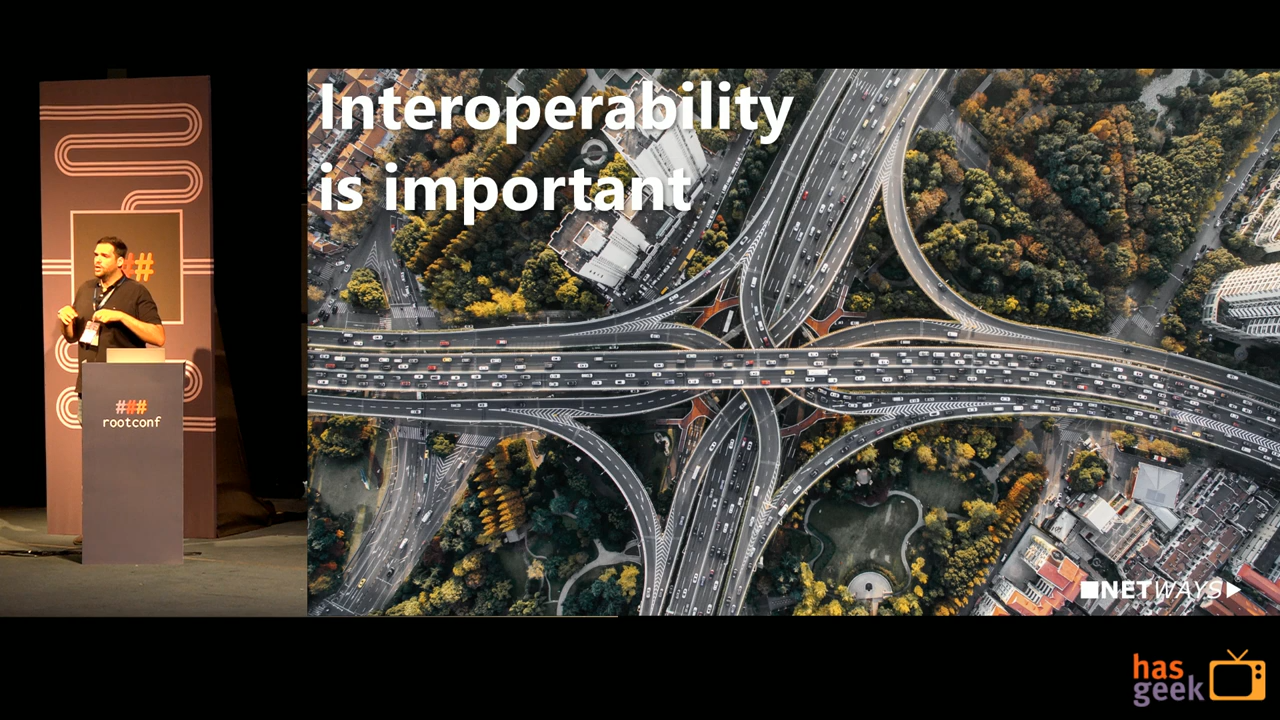 Interoperability
is important
##
###
rootconf
NETWAYS
has
geek